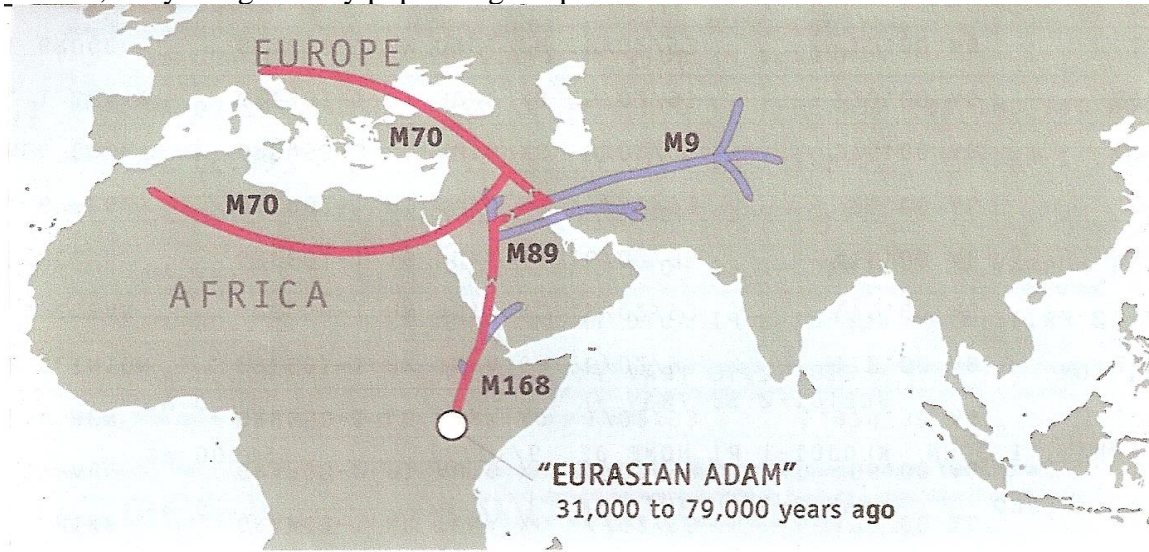 EUROPE
M70
M9
M70
M89
AFRICA
M168
"EURASIAN ADAM"
31,000 to 79,000 years ago